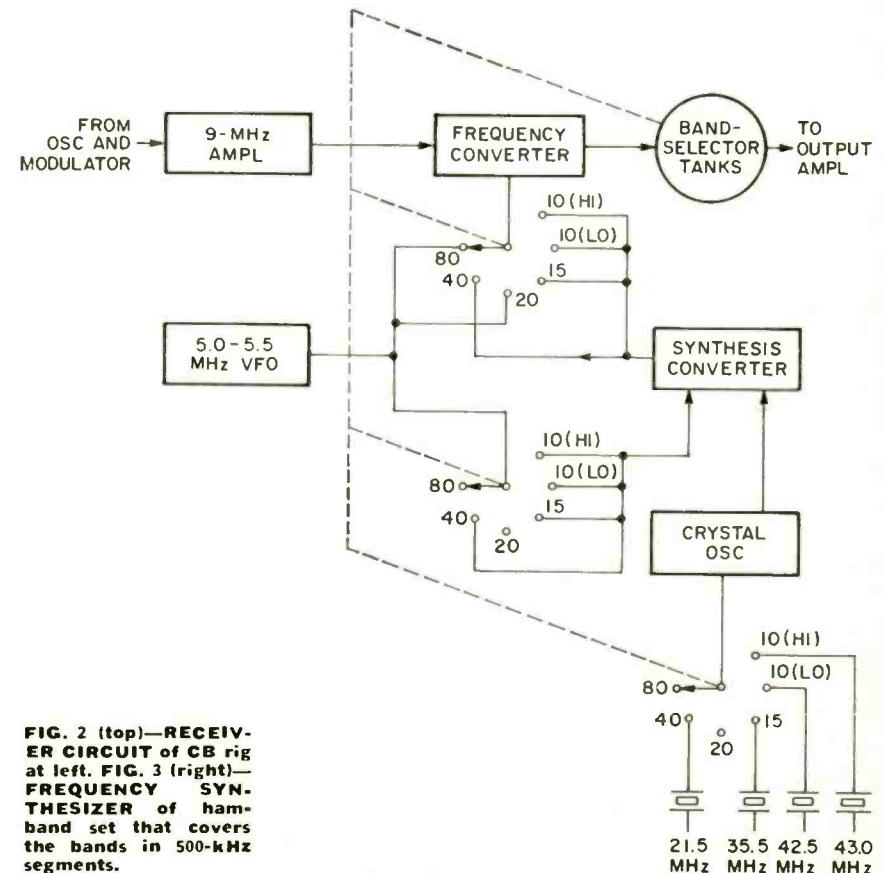 FROM
OSC AND
MODULATOR
9-MHz
AMPL
FREQUENCY
CONVERTER
BAND-
SELECTOR
TANKS
TO
OUTPUT
AMPL
10(HI)
10(LO)
80
40
15
20
5.0-5.5
MHz VFO
SYNTHESIS
CONVERTER
10(HI)
10(LO)
80
40
15
20
CRYSTAL
OSC
10(HI)
10(LO)
80
40
15
20
21.5
MHz
35.5
MHz
42.5
MHz
43.0
MHz
FIG. 2 (top)—RECEIV-
ER CIRCUIT of CB rig
at left. FIG. 3 (right)—
FREQUENCY SYN-
THESIZER of ham-
band set that covers
the bands in 500-kHz
segments.